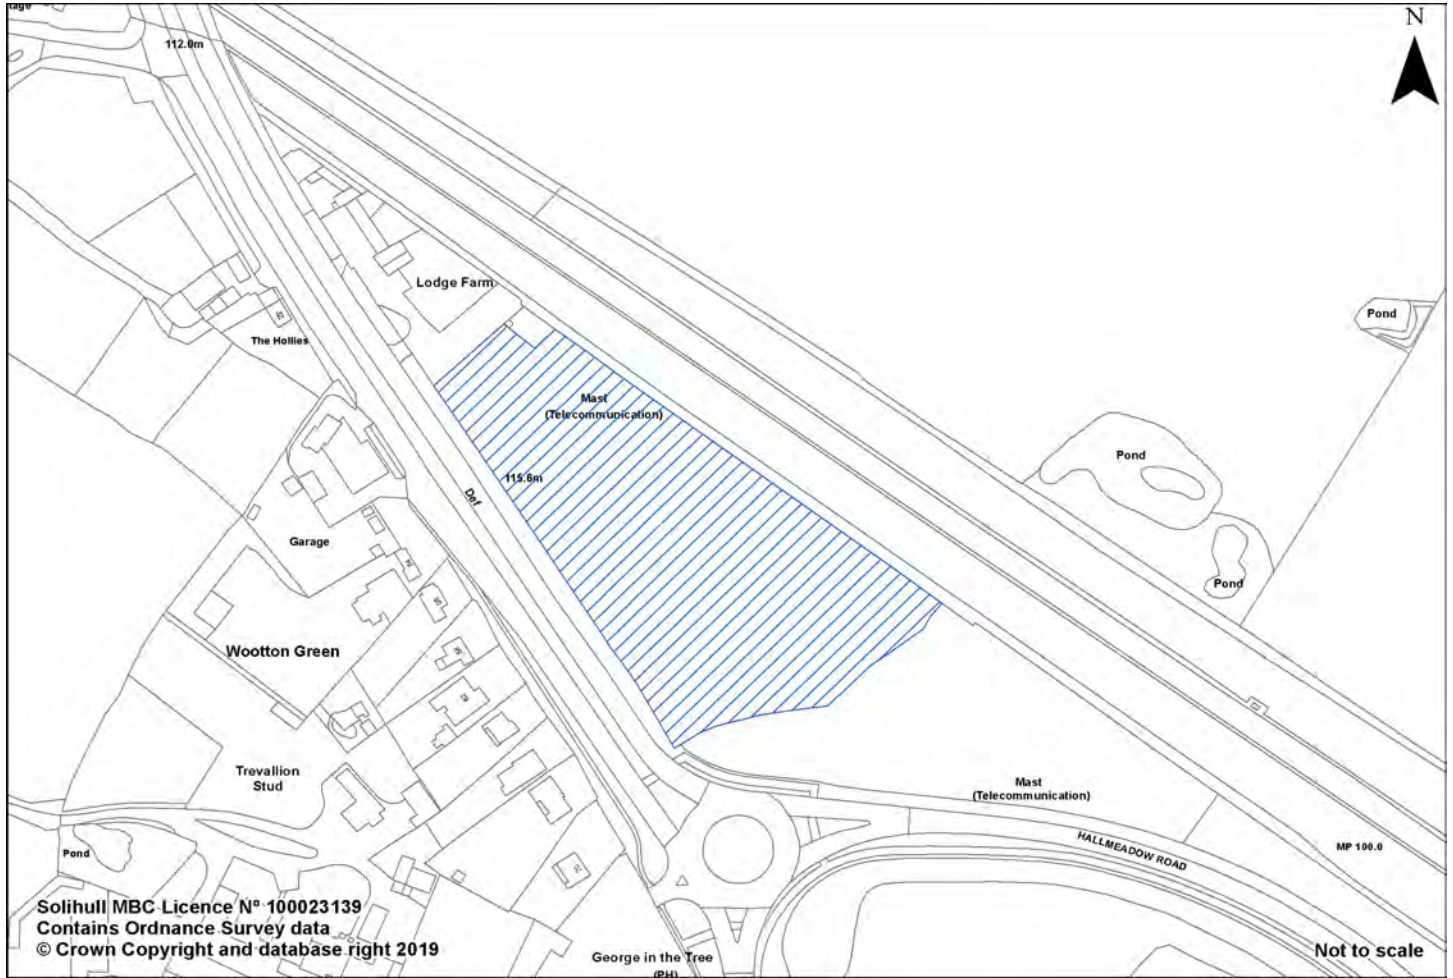 112.0m
N
Lodge Farm
Pond
The Hollies
Mast
(Telecommunication)
115.6m
Def
Pond
Garage
Pond
Wootton Green
Trevallion
Stud
Mast
(Telecommunication)
HALLMEADOW ROAD
MP 100.0
Pond
Solihull MBC Licence Nº 100023139
Contains Ordnance Survey data
© Crown Copyright and database right 2019
George in the Tree
(PH)
Not to scale